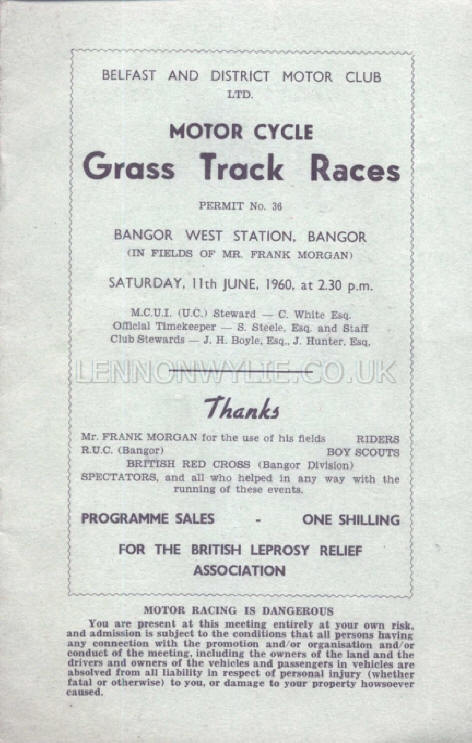 BELFAST AND DISTRICT MOTOR CLUB
LTD.
MOTOR CYCLE
Grass Track Races
PERMIT No. 36
BANGOR WEST STATION, BANGOR
(IN FIELDS OF MR. FRANK MORGAN)
SATURDAY, 11th JUNE, 1960, at 2.30 p.m.
M.C.U.I. (U.C.) Steward — C. White Esq.
Official Timekeeper — S. Steele, Esq. and Staff
Club Stewards — J. H. Boyle, Esq., J. Hunter, Esq.
LENNONWYLIE.CO.UK
Thanks
Mr. FRANK MORGAN for the use of his fields RIDERS
R.U.C. (Bangor) BOY SCOUTS
BRITISH RED CROSS (Bangor Division)
SPECTATORS, and all who helped in any way with the
running of these events.
PROGRAMME SALES - ONE SHILLING
FOR THE BRITISH LEPROSY RELIEF
ASSOCIATION
MOTOR RACING IS DANGEROUS
You are present at this meeting entirely at your own risk,
and admission is subject to the conditions that all persons having
any connection with the promotion and/or organisation and/or
conduct of the meeting, including the owners of the land and the
drivers and owners of the vehicles and passengers in vehicles are
absolved from all liability in respect of personal injury (whether
fatal or otherwise) to you, or damage to your property howsoever
caused.